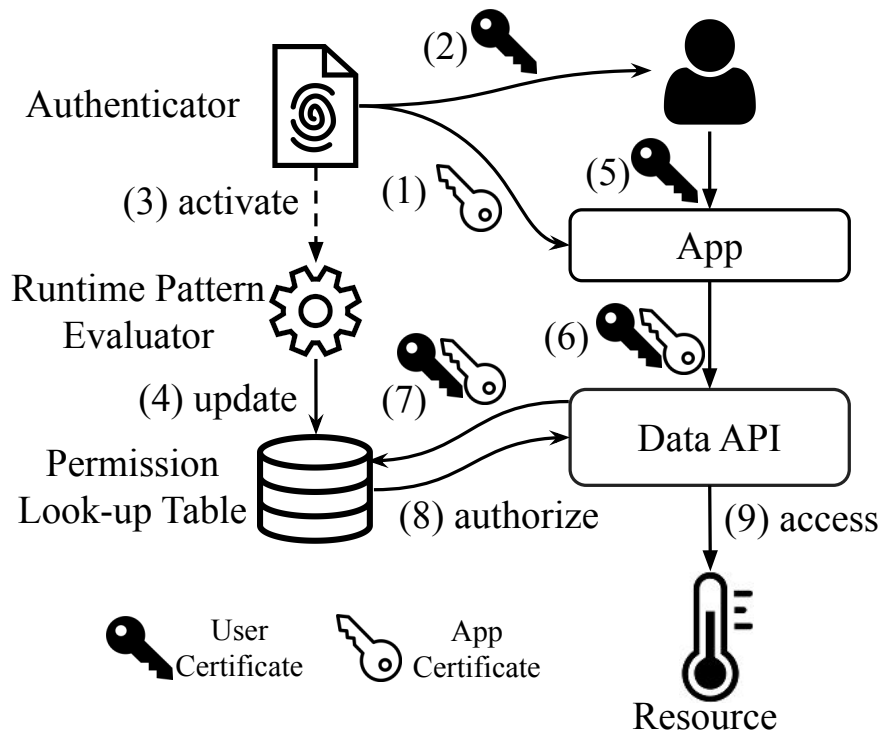 (2)
Authenticator
(1)
(5)
(3) activate
App
Runtime Pattern
Evaluator
(6)
(4) update
(7)
Data API
Permission
Look-up Table
(8) authorize
(9) access
User
Certificate
App
Certificate
Resource